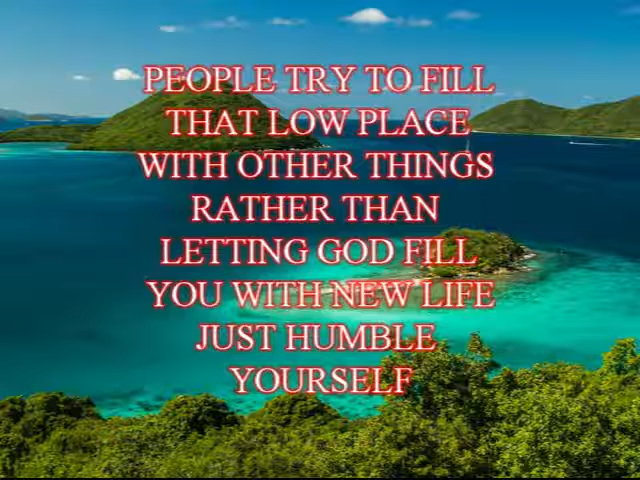 PEOPLE TRY TO FILL
THAT LOW PLACE
WITH OTHER THINGS
RATHER THAN
LETTING GOD FILL
YOU WITH NEW LIFE
JUST HUMBLE
YOURSELF